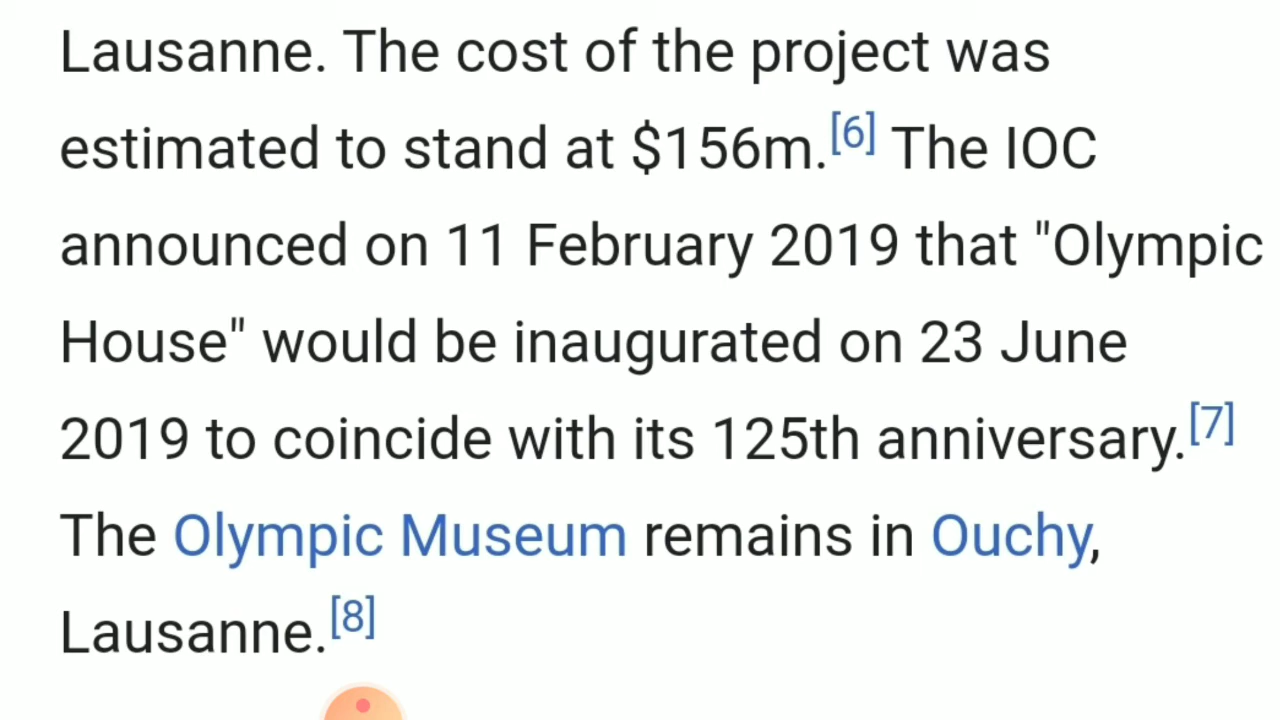 Lausanne. The cost of the project was
estimated to stand at $156m.[6] The IOC
announced on 11 February 2019 that "Olympic
House" would be inaugurated on 23 June
2019 to coincide with its 125th anniversary.[7]
The Olympic Museum remains in Ouchy,
Lausanne.[8]